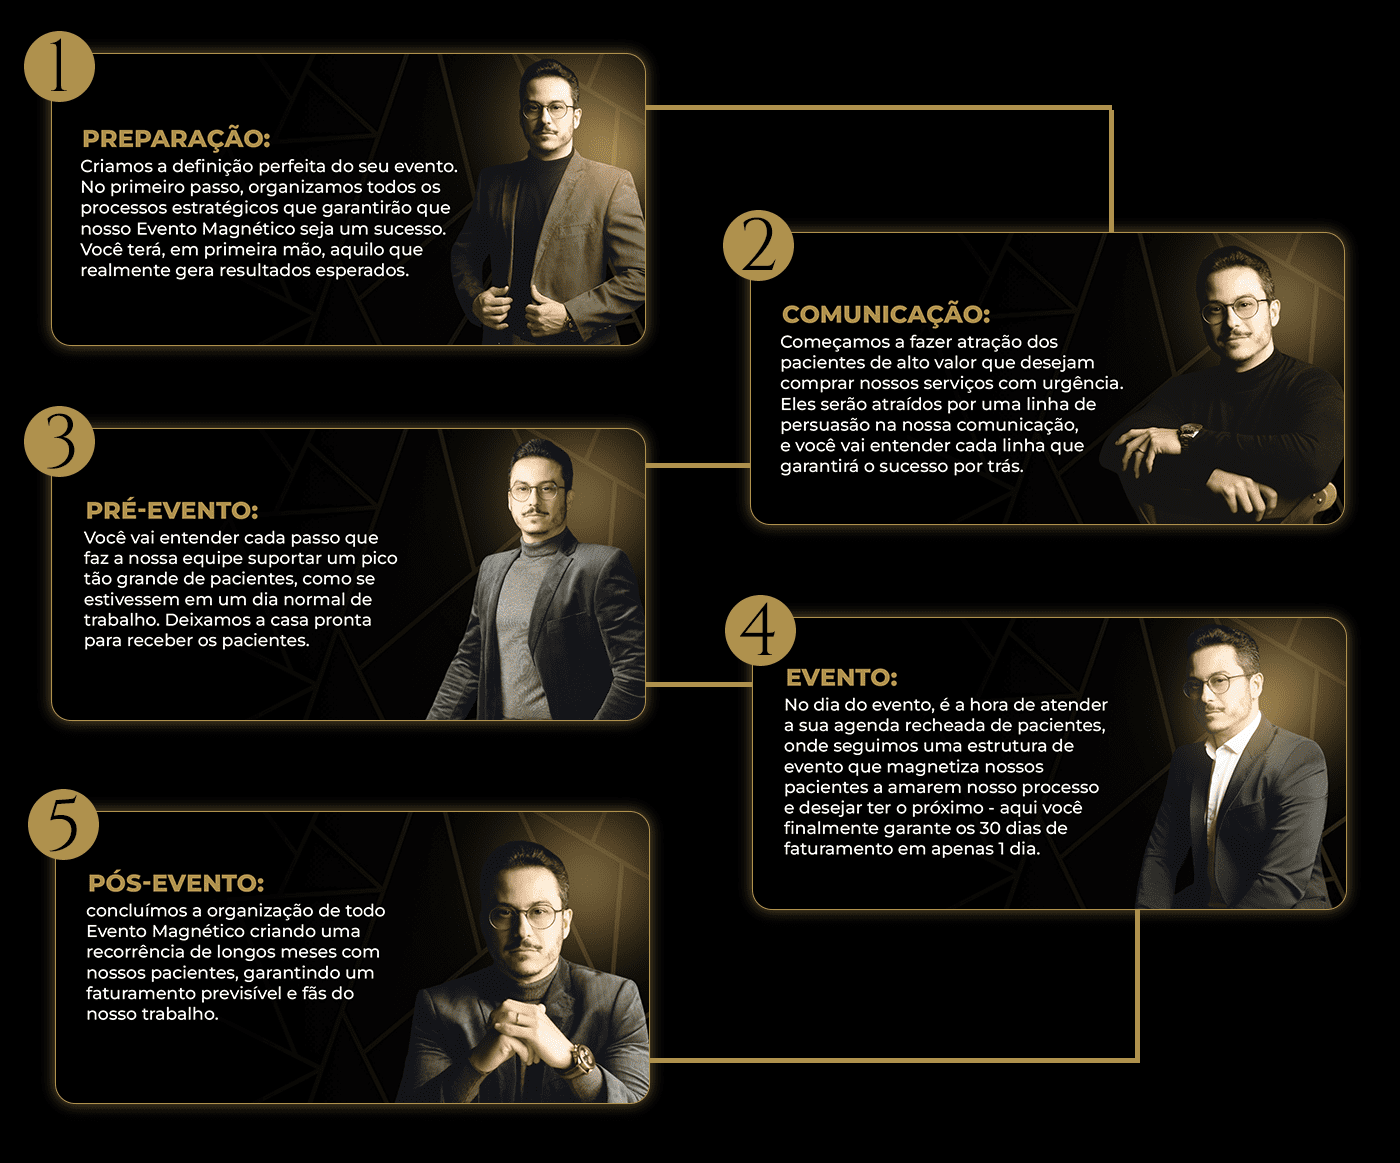 1
PREPARAÇÃO:
Criamos a definição perfeita do seu evento.
No primeiro passo, organizamos todos os
processos estratégicos que garantirão que
nosso Evento Magnético seja um sucesso.
Você terá, em primeira mão, aquilo que
realmente gera resultados esperados.
2
COMUNICAÇÃO:
Começamos a fazer atração dos
pacientes de alto valor que desejam
comprar nossos serviços com urgência.
Eles serão atraídos por uma linha de
persuasão na nossa comunicação,
e você vai entender cada linha que
garantirá o sucesso por trás.
3
PRÉ-EVENTO:
Você vai entender cada passo que
faz a nossa equipe suportar um pico
tão grande de pacientes, como se
estivessem em um dia normal de
trabalho. Deixamos a casa pronta
para receber os pacientes.
4
EVENTO:
No dia do evento, é a hora de atender
a sua agenda recheada de pacientes,
onde seguimos uma estrutura de
evento que magnetiza nossos
pacientes a amarem nosso processo
e desejar ter o próximo - aqui você
finalmente garante os 30 dias de
faturamento em apenas 1 dia.
5
PÓS-EVENTO:
concluímos a organização de todo
Evento Magnético criando uma
recorrência de longos meses com
nossos pacientes, garantindo um
faturamento previsível e fãs do
nosso trabalho.